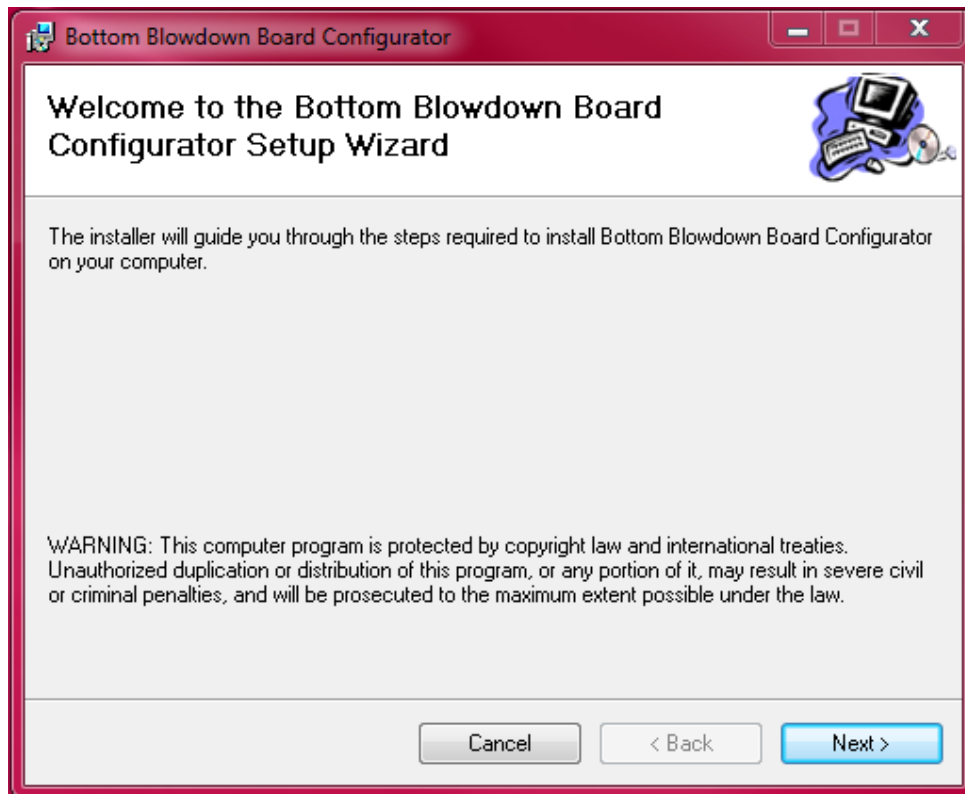 Bottom Blowdown Board Configurator
Welcome to the Bottom Blowdown Board
Configurator Setup Wizard
The installer will guide you through the steps required to install Bottom Blowdown Board Configurator
on your computer.
WARNING: This computer program is protected by copyright law and international treaties.
Unauthorized duplication or distribution of this program, or any portion of it, may result in severe civil
or criminal penalties, and will be prosecuted to the maximum extent possible under the law.
Cancel
< Back
Next >